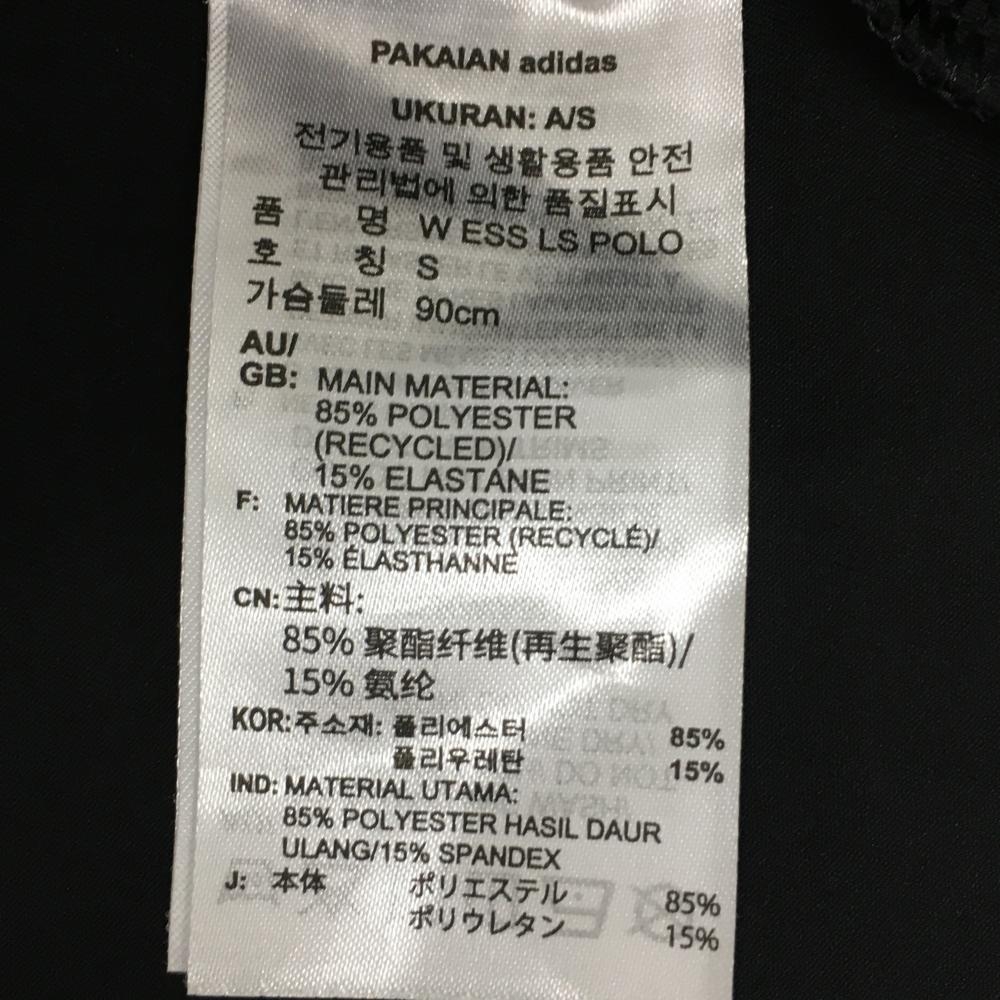 PAKAIAN adidas
UKURAN: A/S
전기용품 및 생활용품 안전
관리법에 의한 품질표시
품 명 W ESS LS POLO
호 칭 S
가슴둘레 90cm
AU/
GB: MAIN MATERIAL:
85% POLYESTER
(RECYCLED)/
15% ELASTANE
F: MATIERE PRINCIPALE:
85% POLYESTER (RECYCLÉ)/
15% ÉLASTHANNE
CN:主料:
85% 聚酯纤维(再生聚酯)/
15% 氨纶
KOR:주소재: 폴리에스터 85%
폴리우레탄 15%
IND: MATERIAL UTAMA:
85% POLYESTER HASIL DAUR
ULANG/15% SPANDEX
J: 本体 ポリエステル 85%
ポリウレタン 15%